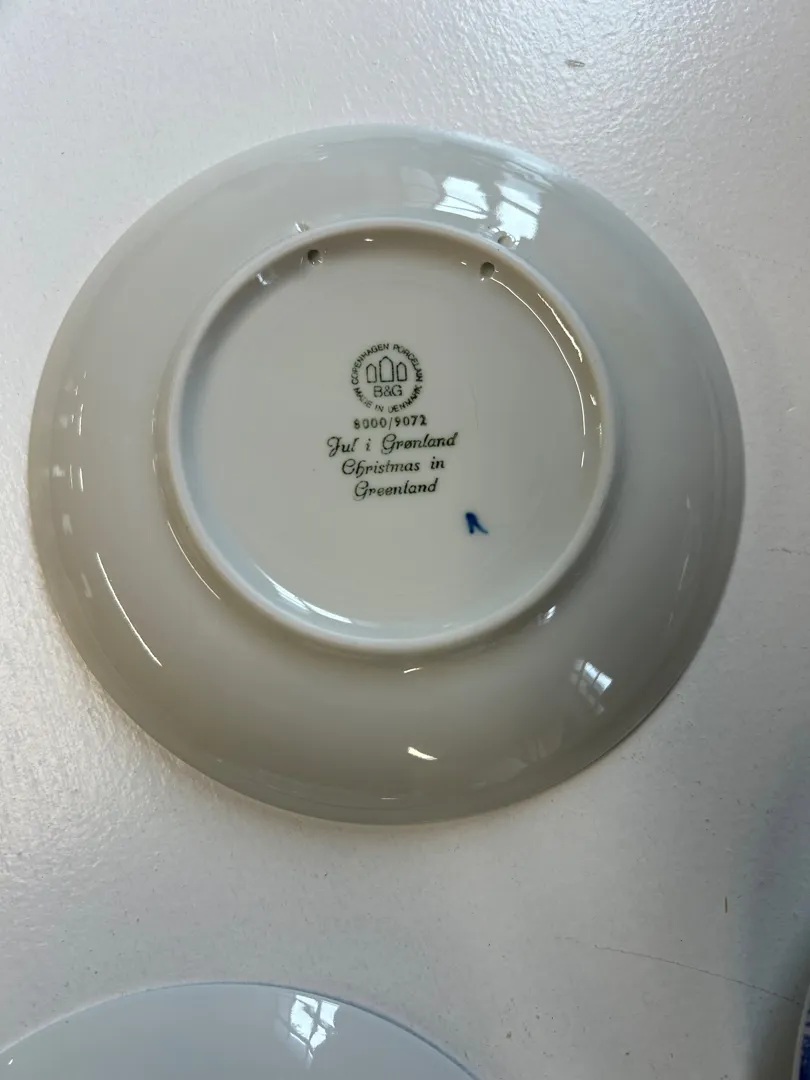 COPENHAGEN PORCELAIN
B&G
MADE IN DENMARK
8000/9072
Jul i Grønland
Christmas in
Greenland